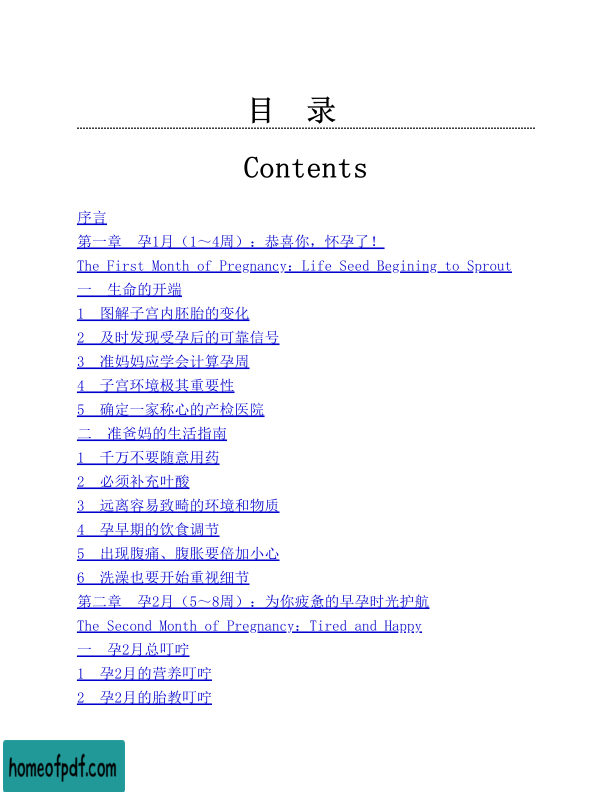 目 录
Contents
序言
第一章 孕1月（1～4周）：恭喜你，怀孕了！
The First Month of Pregnancy：Life Seed Begining to Sprout
一 生命的开端
1 图解子宫内胚胎的变化
2 及时发现受孕后的可靠信号
3 准妈妈应学会计算孕周
4 子宫环境极其重要性
5 确定一家称心的产检医院
二 准爸妈的生活指南
1 千万不要随意用药
2 必须补充叶酸
3 远离容易致畸的环境和物质
4 孕早期的饮食调节
5 出现腹痛、腹胀要倍加小心
6 洗澡也要开始重视细节
第二章 孕2月（5～8周）：为你疲惫的早孕时光护航
The Second Month of Pregnancy：Tired and Happy
一 孕2月总叮咛
1 孕2月的营养叮咛
2 孕2月的胎教叮咛
homeofpdf.com